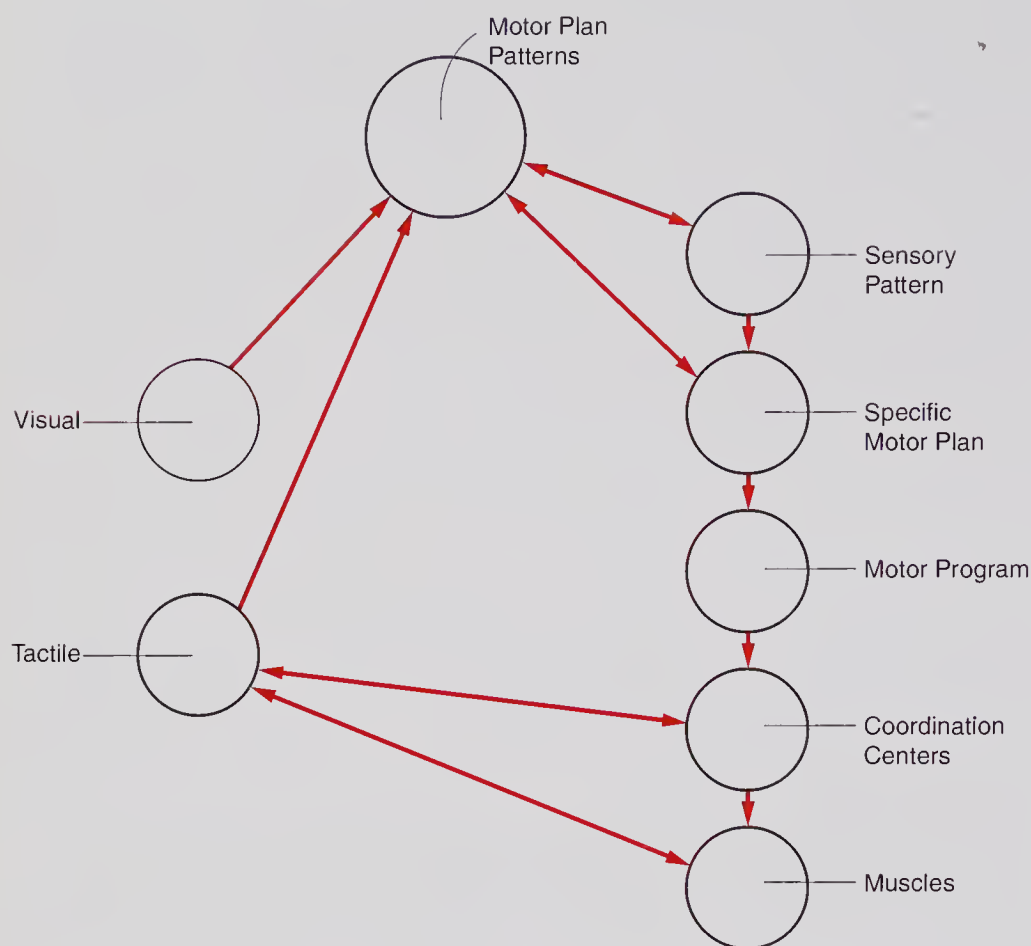 Motor Plan
Patterns
Sensory
Pattern
Visual
Specific
Motor Plan
Motor Program
Tactile
Coordination
Centers
Muscles